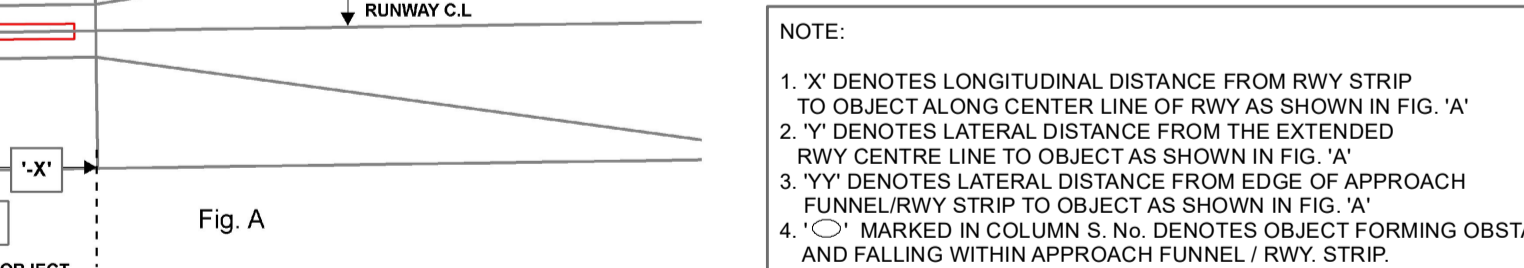 RUNWAY C.L
'-X'
Fig. A
NOTE:
1. 'X' DENOTES LONGITUDINAL DISTANCE FROM RWY STRIP
TO OBJECT ALONG CENTER LINE OF RWY AS SHOWN IN FIG. 'A'
2. 'Y' DENOTES LATERAL DISTANCE FROM THE EXTENDED
RWY CENTRE LINE TO OBJECT AS SHOWN IN FIG. 'A'
3. 'YY' DENOTES LATERAL DISTANCE FROM EDGE OF APPROACH
FUNNEL/RWY STRIP TO OBJECT AS SHOWN IN FIG. 'A'
4. ' ' MARKED IN COLUMN S. No. DENOTES OBJECT FORMING
AND FALLING WITHIN APPROACH FUNNEL / RWY. STRIP.